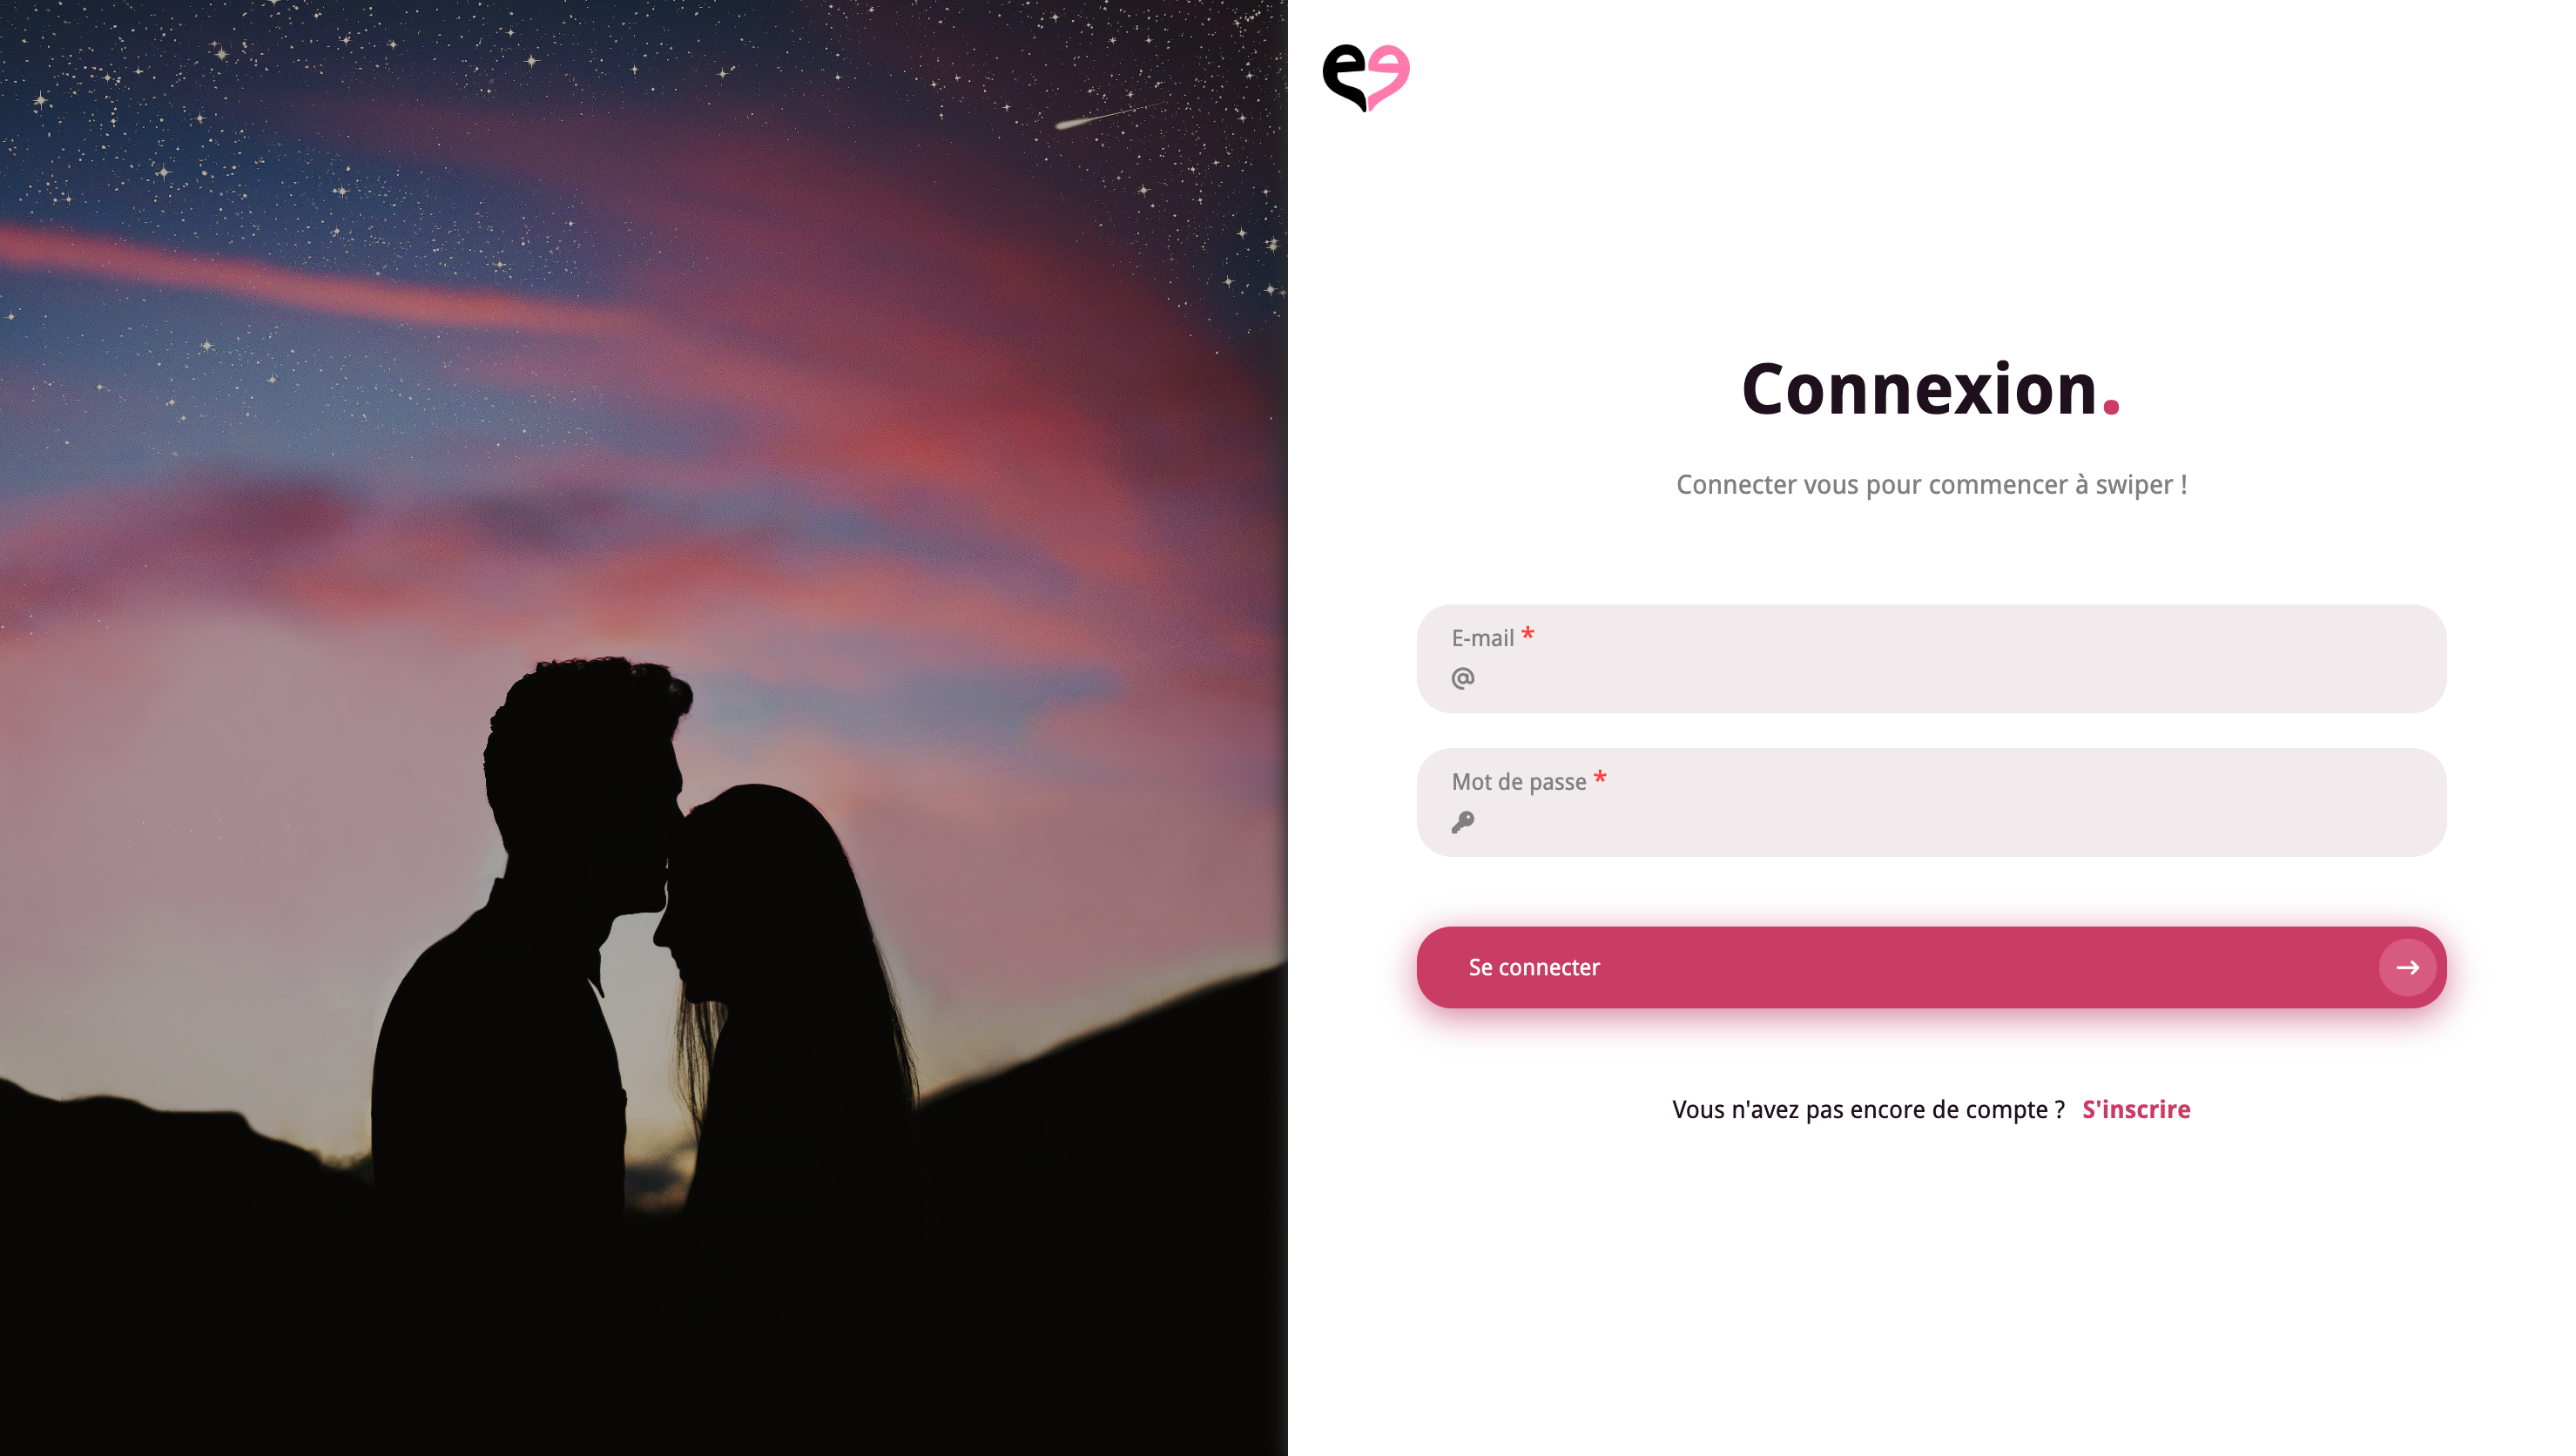 Connexion.
Connecter vous pour commencer à swiper !
E-mail *
@
Mot de passe *
Se connecter
Vous n'avez pas encore de compte ? S'inscrire